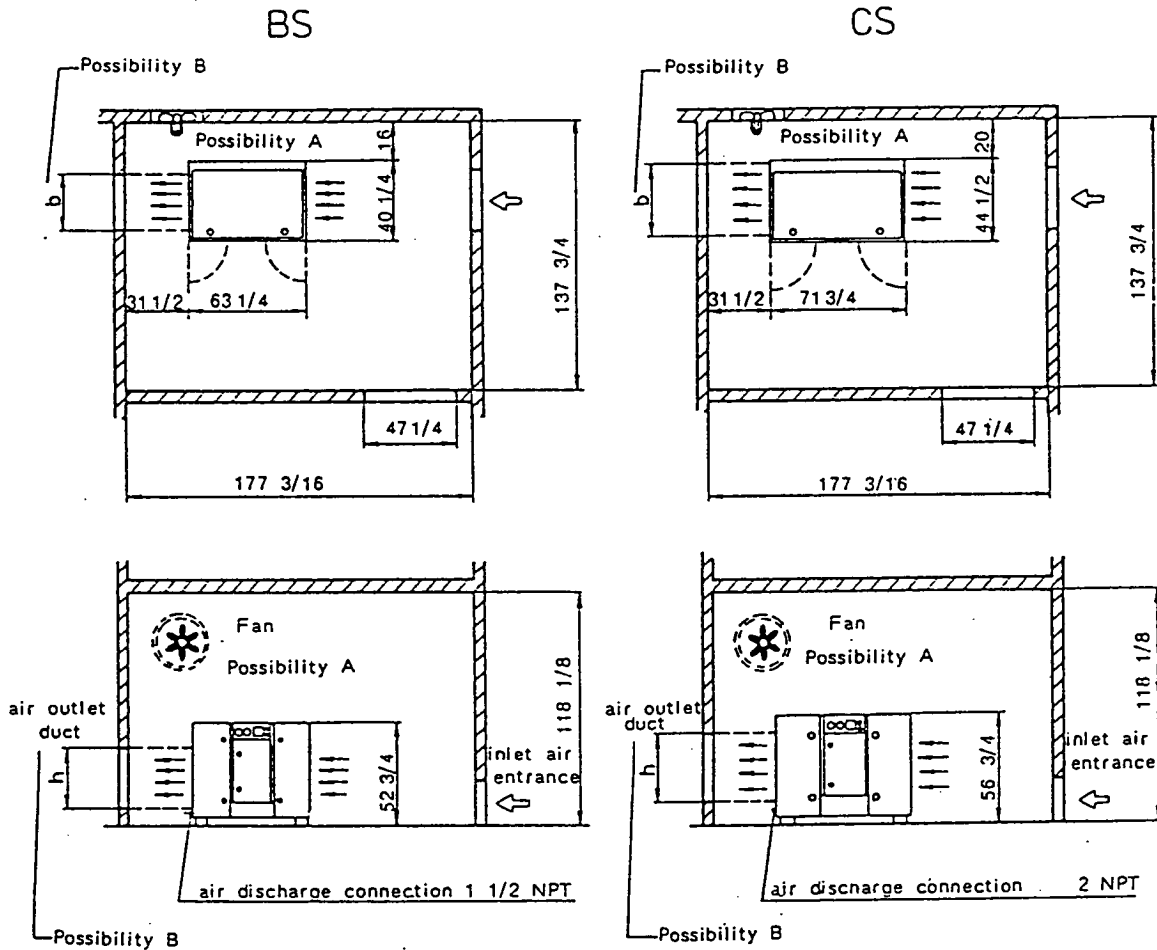 BS
Possibility B
Possibility A
16
40 1/4
b
31 1/2
63 1/4
137 3/4
47 1/4
177 3/16
CS
Possibility B
Possibility A
20
44 1/2
b
31 1/2
71 3/4
137 3/4
47 1/4
177 3/16
Fan
Possibility A
118 1/8
air outlet
duct
h
52 3/4
inlet air
entrance
air discharge connection 1 1/2 NPT
Possibility B
Fan
Possibility A
118 1/8
air outlet
duct
h
56 3/4
inlet air
entrance
air discharge connection 2 NPT
Possibility B